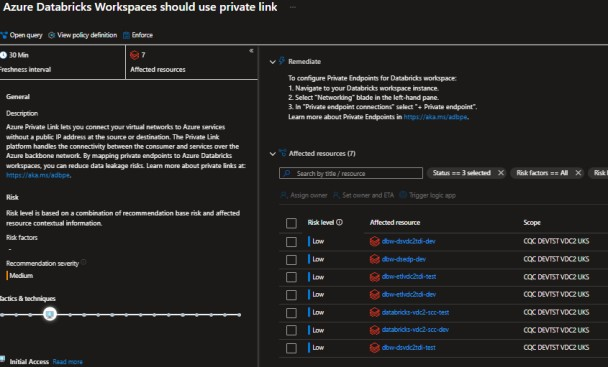 Azure Databricks Workspaces should use private link
Open query
View policy definition
Enforce
30 Min
Freshness interval
7
Affected resources
General
Description
Azure Private Link lets you connect your virtual networks to Azure services
without a public IP address at the source or destination. The Private Link
platform handles the connectivity between the consumer and services over the
Azure backbone network. By mapping private endpoints to Azure Databricks
workspaces, you can reduce data leakage risks. Learn more about private links at:
https://aka.ms/adbpe.
Risk
Risk level is based on a combination of recommendation base risk and affected
resource contextual information.
Risk factors
-
Recommendation severity
Medium
Tactics & techniques
Initial Access Read more
Remediate
To configure Private Endpoints for Databricks workspace:
1. Navigate to your Databricks workspace instance.
2. Select "Networking" blade in the left-hand pane.
3. In "Private endpoint connections" select "+ Private endpoint".
Learn more about Private Endpoints in https://aka.ms/adbpe.
Affected resources (7)
Search by title / resource
Status == 3 selected
Risk factors == All
Risk l
Assign owner
Set owner and ETA
Trigger logic app
Risk level
Affected resource
Scope
Low dbw-dsvdc2tdi-dev CQC DEVTST VDC2 UKS
Low dbw-dsedp-dev CQC DEVTST VDC2 UKS
Low dbw-etlvdc2tdi-test CQC DEVTST VDC2 UKS
Low dbw-etlvdc2tdi-dev CQC DEVTST VDC2 UKS
Low databricks-vdc2-scc-test CQC DEVTST VDC2 UKS
Low databricks-vdc2-scc-dev CQC DEVTST VDC2 UKS
Low dbw-dsvdc2tdi-test CQC DEVTST VDC2 UKS